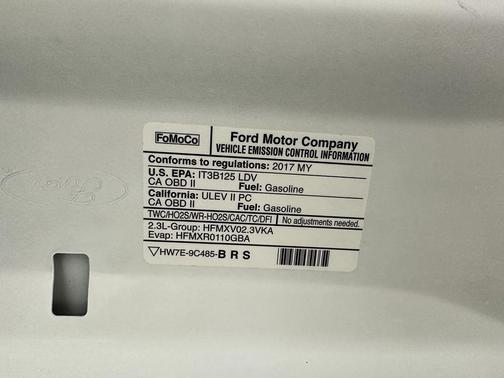 FoMoCo
Ford Motor Company
VEHICLE EMISSION CONTROL INFORMATION
Conforms to regulations: 2017 MY
U.S. EPA: IT3B125 LDV
CA OBD II Fuel: Gasoline
California: ULEV II PC
CA OBD II Fuel: Gasoline
TWC/HO2S/WR-HO2S/CAC/TC/DFI No adjustments needed.
2.3L-Group: HFMXV02.3VKA
Evap: HFMXR0110GBA
▽HW7E-9C485-B R S